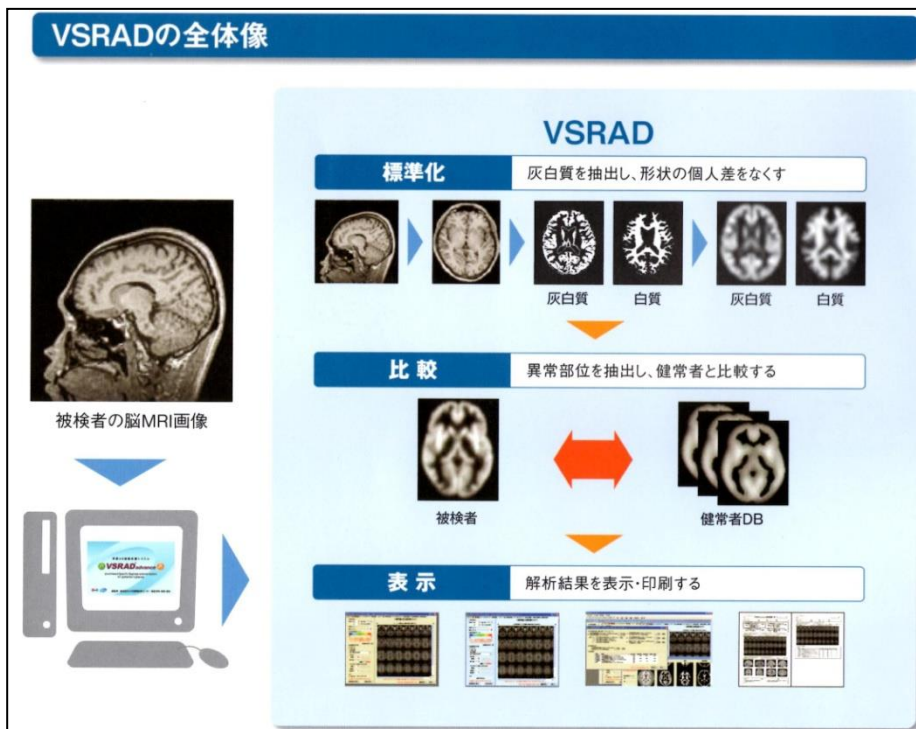 VSRADの全体像
VSRAD
標準化
灰白質を抽出し、形状の個人差をなくす
灰白質
白質
灰白質
白質
比較
異常部位を抽出し、健常者と比較する
被検者の脳MRI画像
被検者
健常者DB
VSRAD advance
表示
解析結果を表示・印刷する